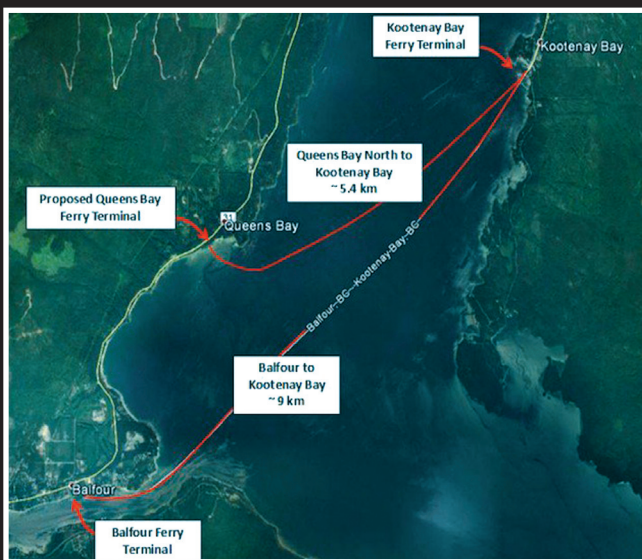 Kootenay Bay
Ferry Terminal
Kootenay Bay
Queens Bay North to
Kootenay Bay
~ 5.4 km
Proposed Queens Bay
Ferry Terminal
31
Queens Bay
Balfour-BC--Kootenay-Bay-BC
Balfour to
Kootenay Bay
~ 9 km
Balfour
Balfour Ferry
Terminal